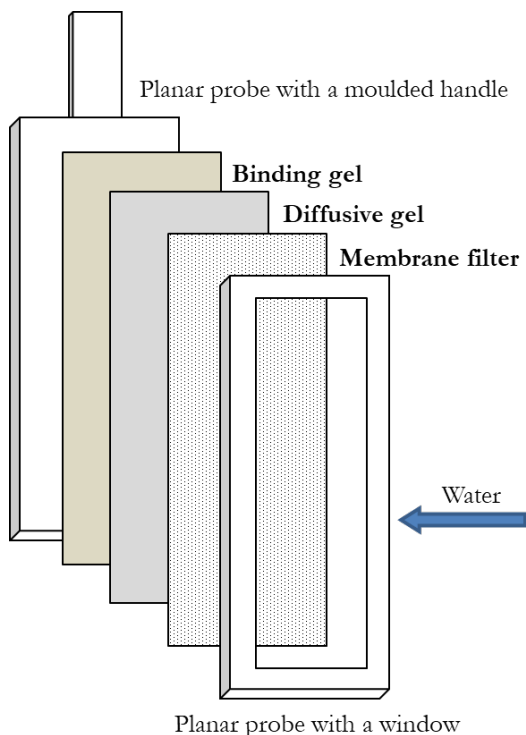 Planar probe with a moulded handle
Binding gel
Diffusive gel
Membrane filter
Water
Planar probe with a window